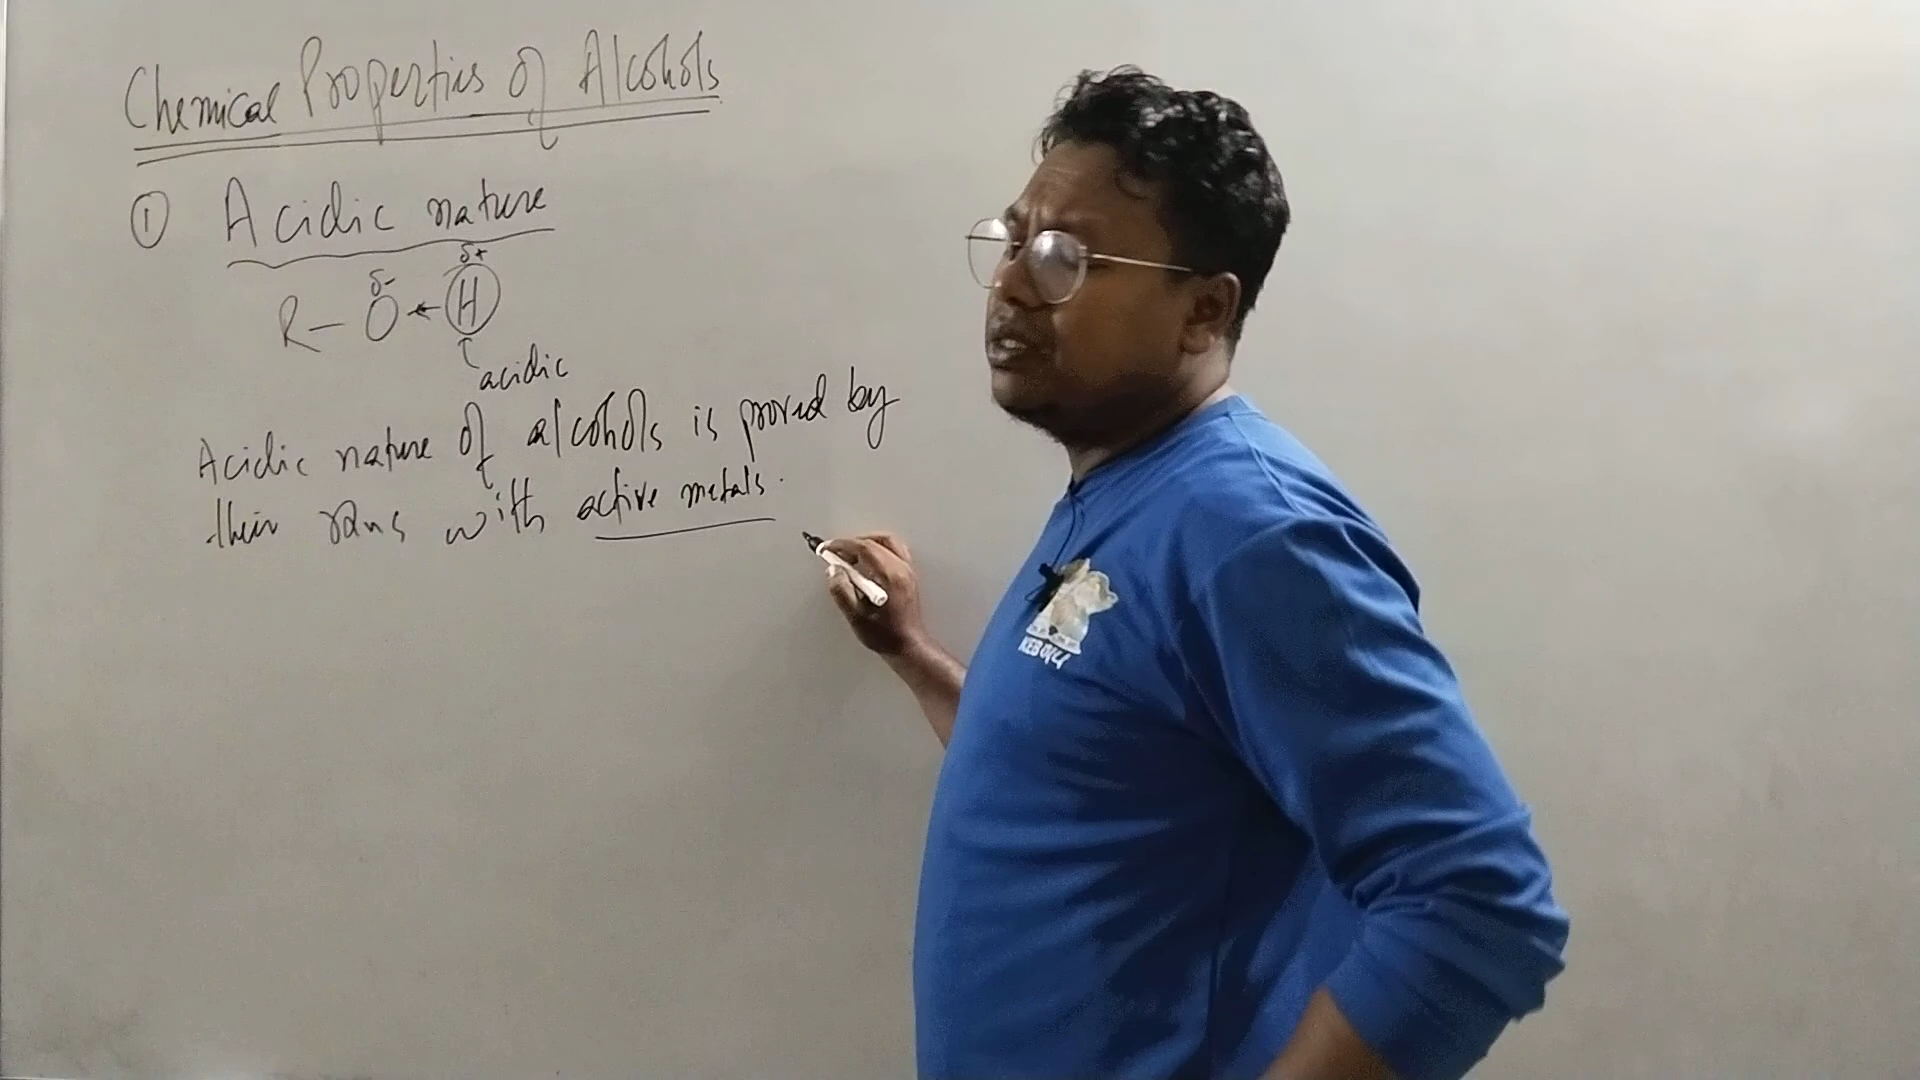 Chemical Properties of Alcohols
① Acidic nature
δ- δ+
R — O ← H
acidic
Acidic nature of alcohols is proved by
their rxns with active metals.